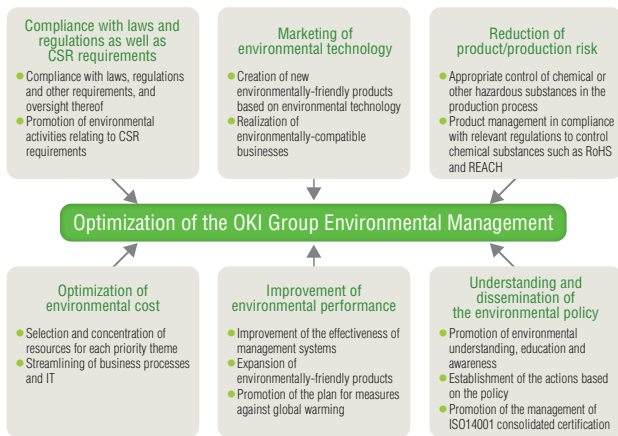 Compliance with laws and
regulations as well as
CSR requirements
● Compliance with laws, regulations
and other requirements, and
oversight thereof
● Promotion of environmental
activities relating to CSR
requirements
Marketing of
environmental technology
● Creation of new
environmentally-friendly products
based on environmental technology
● Realization of
environmentally-compatible
businesses
Reduction of
product/production risk
● Appropriate control of chemical or
other hazardous substances in the
production process
● Product management in compliance
with relevant regulations to control
chemical substances such as RoHS
and REACH
Optimization of the OKI Group Environmental Management
Optimization of
environmental cost
● Selection and concentration of
resources for each priority theme
● Streamlining of business processes
and IT
Improvement of
environmental performance
● Improvement of the effectiveness of
management systems
● Expansion of
environmentally-friendly products
● Promotion of the plan for measures
against global warming
Understanding and
dissemination of
the environmental policy
● Promotion of environmental
understanding, education and
awareness
● Establishment of the actions based on
the policy
● Promotion of the management of
ISO14001 consolidated certification